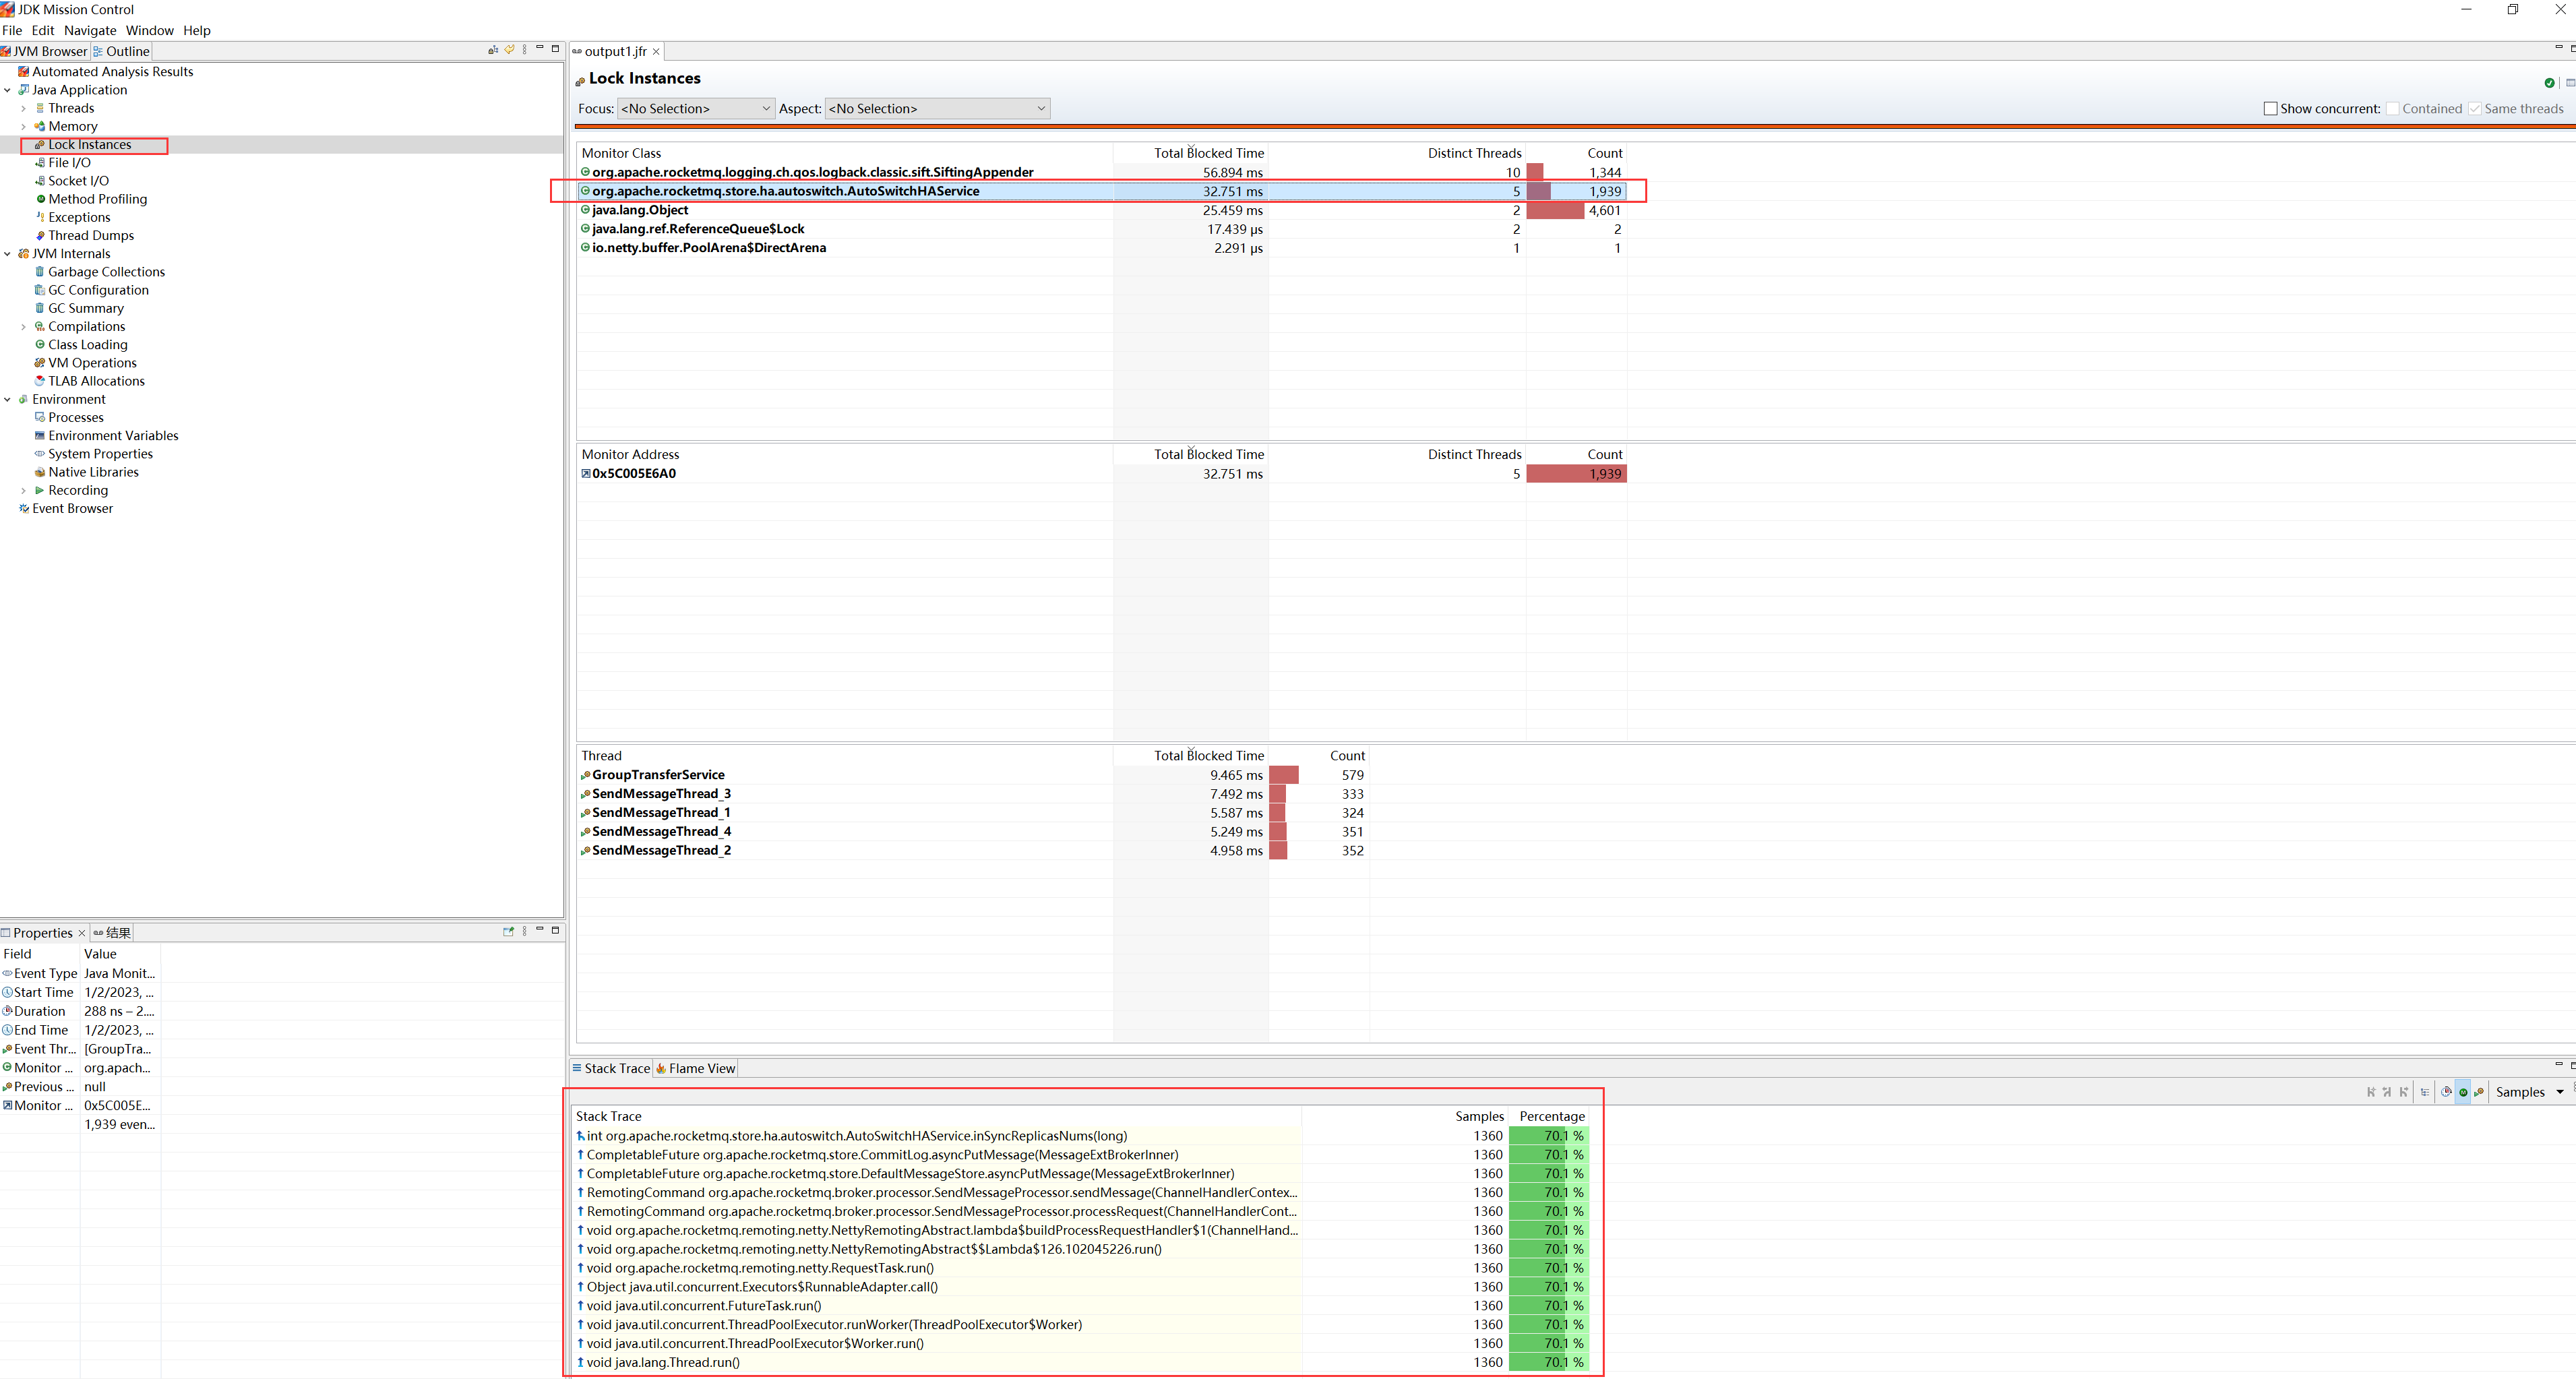 JDK Mission Control
File Edit Navigate Window Help
JVM Browser Outline
Automated Analysis Results
Java Application
Threads
Memory
Lock Instances
File I/O
Socket I/O
Method Profiling
Exceptions
Thread Dumps
JVM Internals
Garbage Collections
GC Configuration
GC Summary
Compilations
Class Loading
VM Operations
TLAB Allocations
Environment
Processes
Environment Variables
System Properties
Native Libraries
Recording
Event Browser
Properties 结果
Field Value
Event Type Java Monit...
Start Time 1/2/2023, ...
Duration 288 ns – 2....
End Time 1/2/2023, ...
Event Thr... [GroupTra...
Monitor ... org.apach...
Previous ... null
Monitor ... 0x5C005E...
1,939 even...
output1.jfr
Lock Instances
Focus: <No Selection> Aspect: <No Selection> Show concurrent: Contained Same threads
Monitor Class Total Blocked Time Distinct Threads Count
org.apache.rocketmq.logging.ch.qos.logback.classic.sift.SiftingAppender 56.894 ms 10 1,344
org.apache.rocketmq.store.ha.autoswitch.AutoSwitchHAService 32.751 ms 5 1,939
java.lang.Object 25.459 ms 2 4,601
java.lang.ref.ReferenceQueue$Lock 17.439 µs 2 2
io.netty.buffer.PoolArena$DirectArena 2.291 µs 1 1
Monitor Address Total Blocked Time Distinct Threads Count
0x5C005E6A0 32.751 ms 5 1,939
Thread Total Blocked Time Count
GroupTransferService 9.465 ms 579
SendMessageThread_3 7.492 ms 333
SendMessageThread_1 5.587 ms 324
SendMessageThread_4 5.249 ms 351
SendMessageThread_2 4.958 ms 352
Stack Trace Flame View
Samples
Stack Trace Samples Percentage
int org.apache.rocketmq.store.ha.autoswitch.AutoSwitchHAService.inSyncReplicasNums(long) 1360 70.1 %
CompletableFuture org.apache.rocketmq.store.CommitLog.asyncPutMessage(MessageExtBrokerInner) 1360 70.1 %
CompletableFuture org.apache.rocketmq.store.DefaultMessageStore.asyncPutMessage(MessageExtBrokerInner) 1360 70.1 %
RemotingCommand org.apache.rocketmq.broker.processor.SendMessageProcessor.sendMessage(ChannelHandlerContex... 1360 70.1 %
RemotingCommand org.apache.rocketmq.broker.processor.SendMessageProcessor.processRequest(ChannelHandlerCont... 1360 70.1 %
void org.apache.rocketmq.remoting.netty.NettyRemotingAbstract.lambda$buildProcessRequestHandler$1(ChannelHand... 1360 70.1 %
void org.apache.rocketmq.remoting.netty.NettyRemotingAbstract$$Lambda$126.102045226.run() 1360 70.1 %
void org.apache.rocketmq.remoting.netty.RequestTask.run() 1360 70.1 %
Object java.util.concurrent.Executors$RunnableAdapter.call() 1360 70.1 %
void java.util.concurrent.FutureTask.run() 1360 70.1 %
void java.util.concurrent.ThreadPoolExecutor.runWorker(ThreadPoolExecutor$Worker) 1360 70.1 %
void java.util.concurrent.ThreadPoolExecutor$Worker.run() 1360 70.1 %
void java.lang.Thread.run() 1360 70.1 %